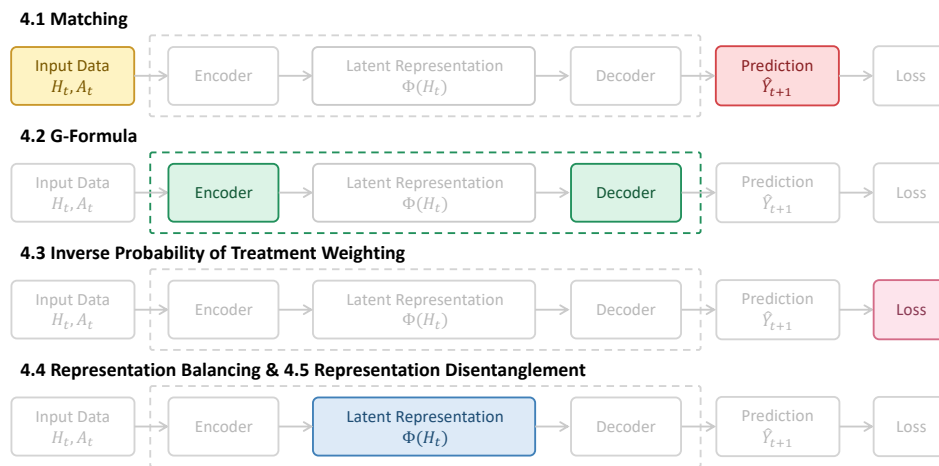 4.1 Matching
Input Data
H_t, A_t
Encoder
Latent Representation
Φ(H_t)
Decoder
Prediction
Ŷ_{t+1}
Loss
4.2 G-Formula
Input Data
H_t, A_t
Encoder
Latent Representation
Φ(H_t)
Decoder
Prediction
Ŷ_{t+1}
Loss
4.3 Inverse Probability of Treatment Weighting
Input Data
H_t, A_t
Encoder
Latent Representation
Φ(H_t)
Decoder
Prediction
Ŷ_{t+1}
Loss
4.4 Representation Balancing & 4.5 Representation Disentanglement
Input Data
H_t, A_t
Encoder
Latent Representation
Φ(H_t)
Decoder
Prediction
Ŷ_{t+1}
Loss